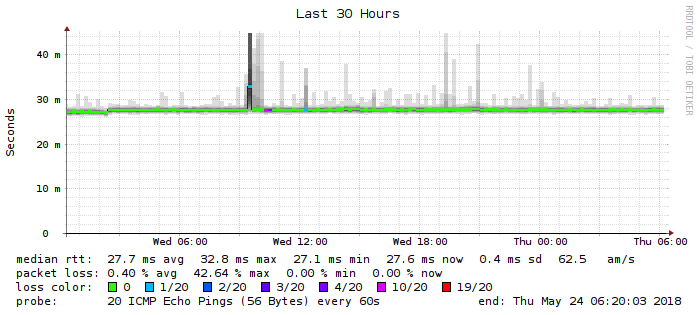 Last 30 Hours
RRDTOOL / TOBI OETIKER
Seconds
40 m
30 m
20 m
10 m
0
Wed 06:00 Wed 12:00 Wed 18:00 Thu 00:00 Thu 06:00
median rtt: 27.7 ms avg 32.8 ms max 27.1 ms min 27.6 ms now 0.4 ms sd 62.5 am/s
packet loss: 0.40 % avg 42.64 % max 0.00 % min 0.00 % now
loss color: 0 1/20 2/20 3/20 4/20 10/20 19/20
probe: 20 ICMP Echo Pings (56 Bytes) every 60s end: Thu May 24 06:20:03 2018